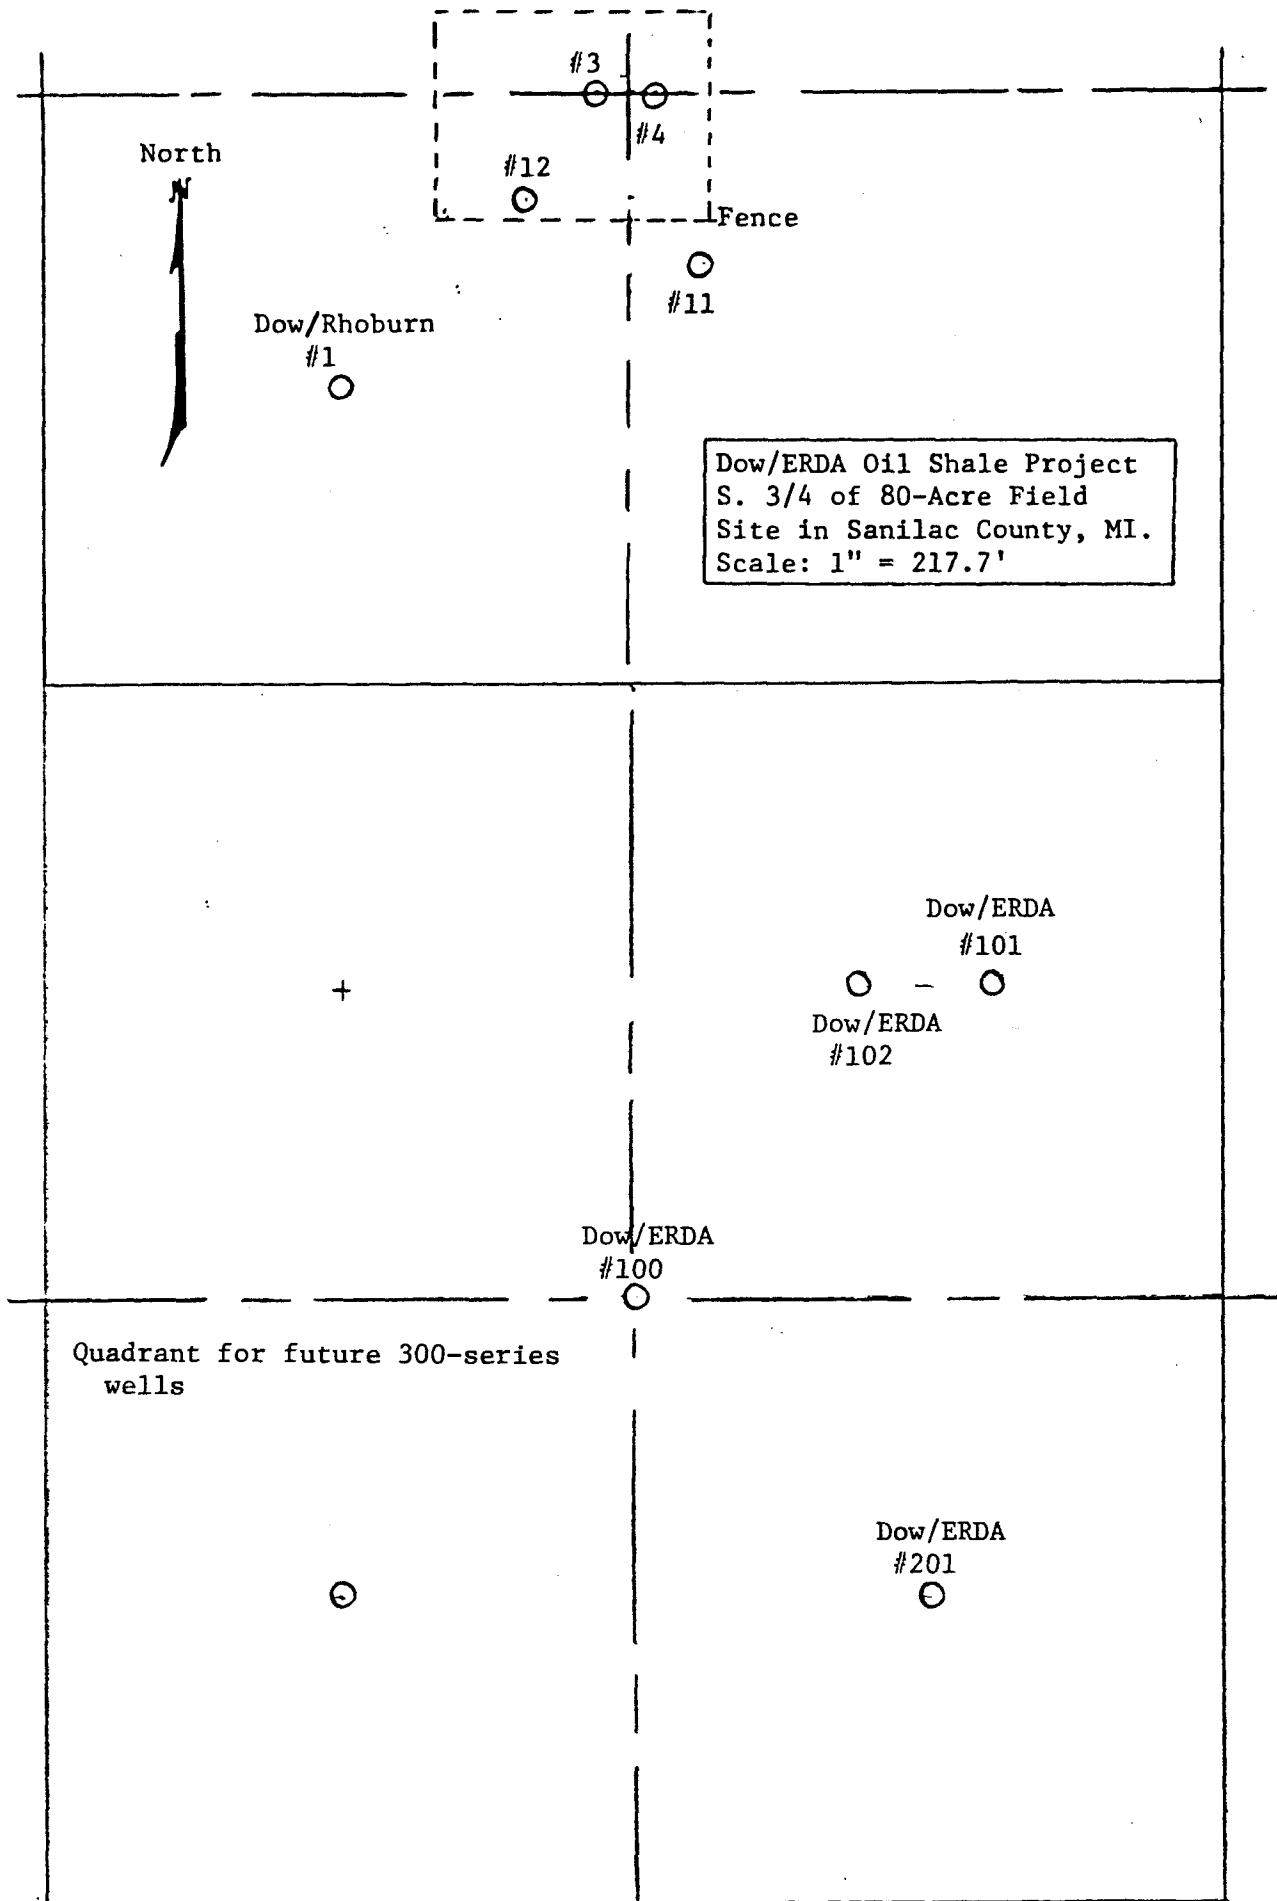 #3
#4
North
N
#12
Fence
#11
Dow/Rhoburn
#1
Dow/ERDA Oil Shale Project
S. 3/4 of 80-Acre Field
Site in Sanilac County, MI.
Scale: 1" = 217.7'
Dow/ERDA
#101
Dow/ERDA
#102
Dow/ERDA
#100
Quadrant for future 300-series
wells
Dow/ERDA
#201